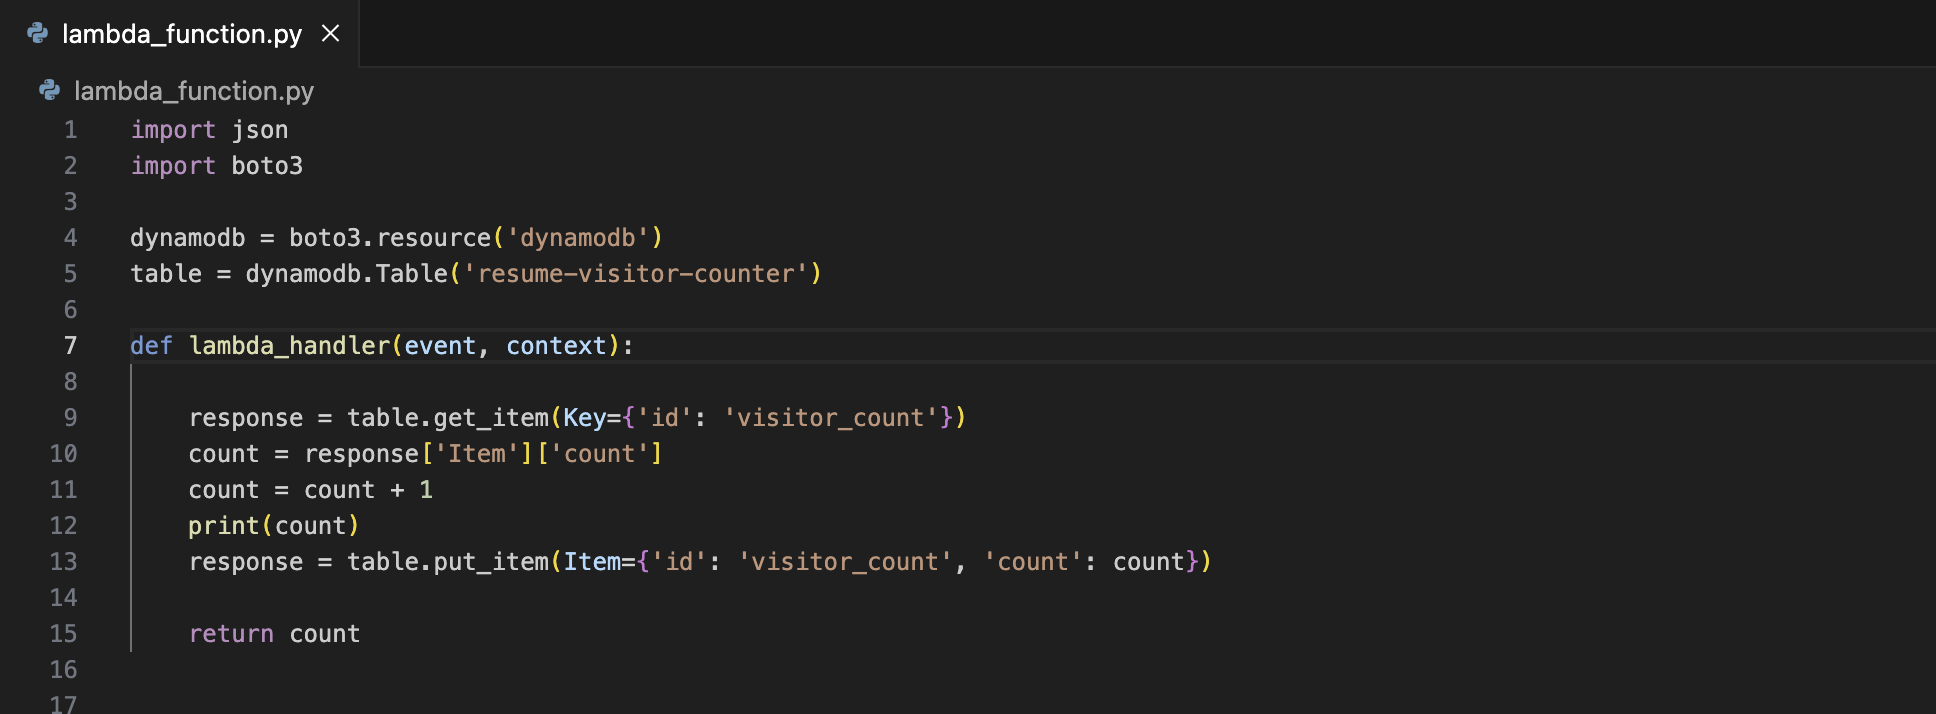 lambda_function.py
lambda_function.py
1 import json
2 import boto3
3
4 dynamodb = boto3.resource('dynamodb')
5 table = dynamodb.Table('resume-visitor-counter')
6
7 def lambda_handler(event, context):
8
9     response = table.get_item(Key={'id': 'visitor_count'})
10     count = response['Item']['count']
11     count = count + 1
12     print(count)
13     response = table.put_item(Item={'id': 'visitor_count', 'count': count})
14
15     return count
16
17